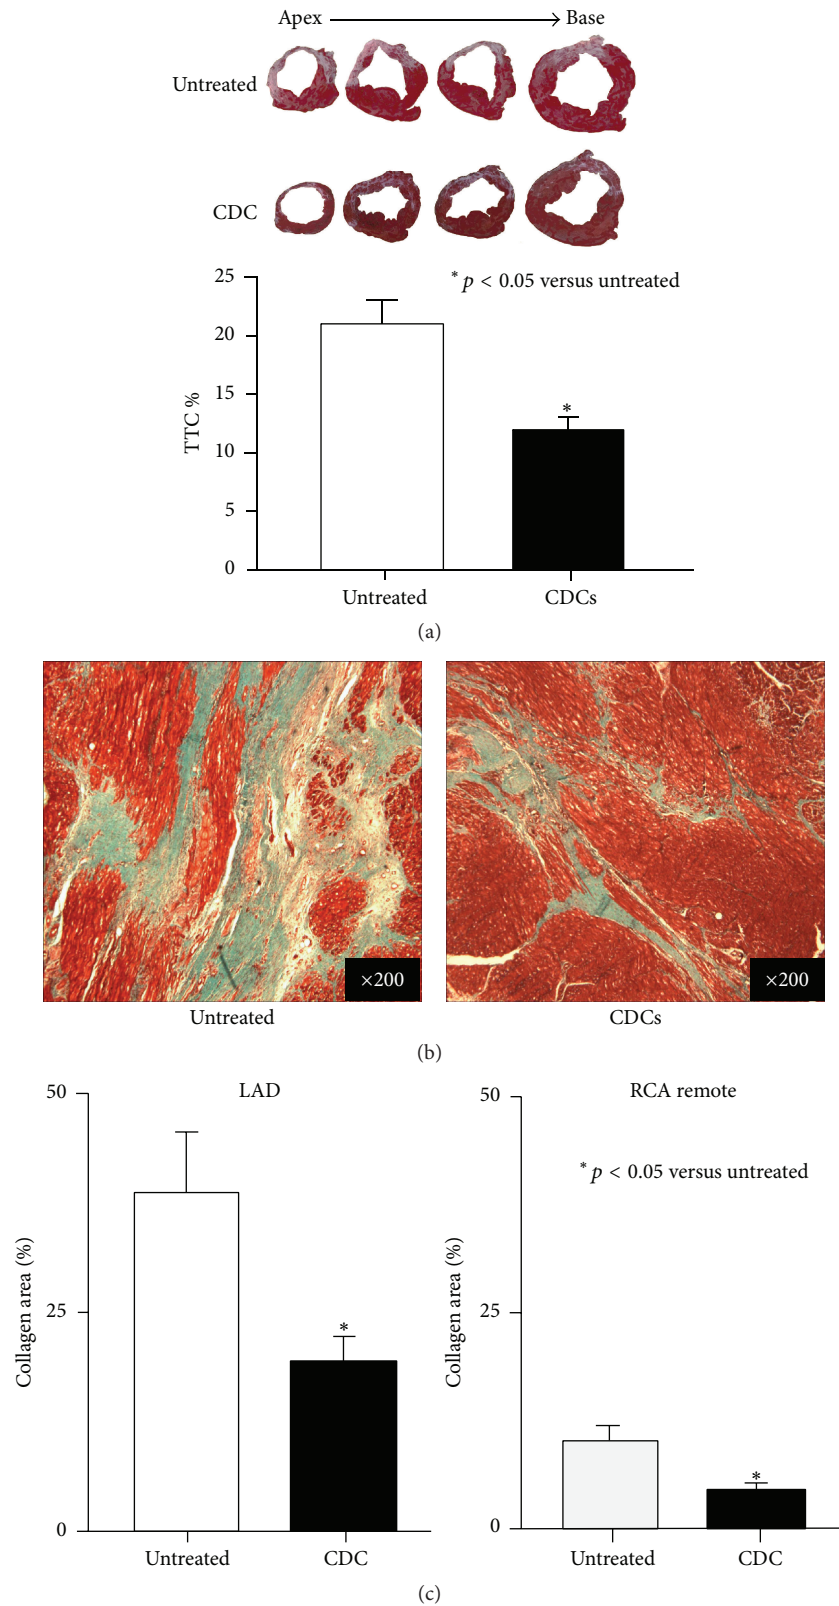 Apex
Base
Untreated
CDC
* p < 0.05 versus untreated
25
20
15
10
5
0
TTC %
*
Untreated
CDCs
(a)
×200
×200
Untreated
CDCs
(b)
LAD
50
25
0
Collagen area (%)
*
Untreated
CDC
RCA remote
* p < 0.05 versus untreated
50
25
0
Collagen area (%)
*
Untreated
CDC
(c)